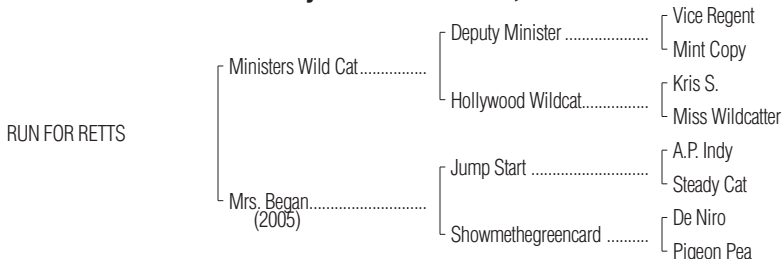 Vice Regent
Deputy Minister ....................
Mint Copy
Ministers Wild Cat................
Kris S.
Hollywood Wildcat................
Miss Wildcatter
RUN FOR RETTS
A.P. Indy
Jump Start ............................
Steady Cat
Mrs. Began............................
(2005)
De Niro
Showmethegreencard ..........
Pigeon Pea